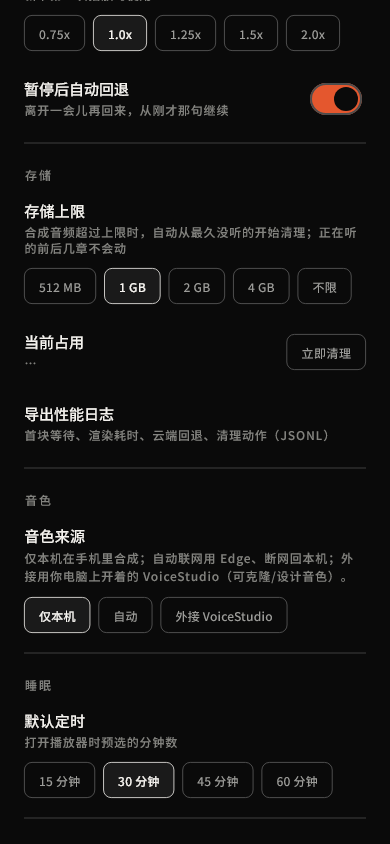 0.75x 1.0x 1.25x 1.5x 2.0x
暂停后自动回退
离开一会儿再回来，从刚才那句继续
存储
存储上限
合成音频超过上限时，自动从最久没听的开始清理；正在听
的前后几章不会动
512 MB 1 GB 2 GB 4 GB 不限
当前占用
…
立即清理
导出性能日志
首块等待、渲染耗时、云端回退、清理动作（JSONL）
音色
音色来源
仅本机在手机里合成；自动联网用 Edge、断网回本机；外
接用你电脑上开着的 VoiceStudio（可克隆/设计音色）。
仅本机 自动 外接 VoiceStudio
睡眠
默认定时
打开播放器时预选的分钟数
15 分钟 30 分钟 45 分钟 60 分钟